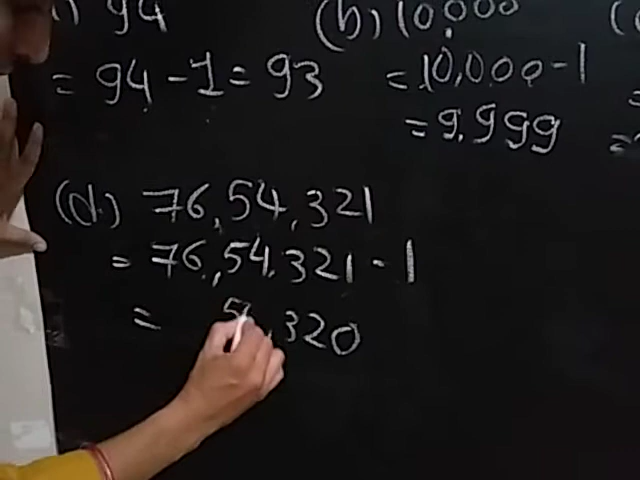 94
= 94 - 1 = 93
(b) 10,000
= 10,000 - 1
= 9,999
(d) 76,54,321
= 76,54,321 - 1
= 5 ,320